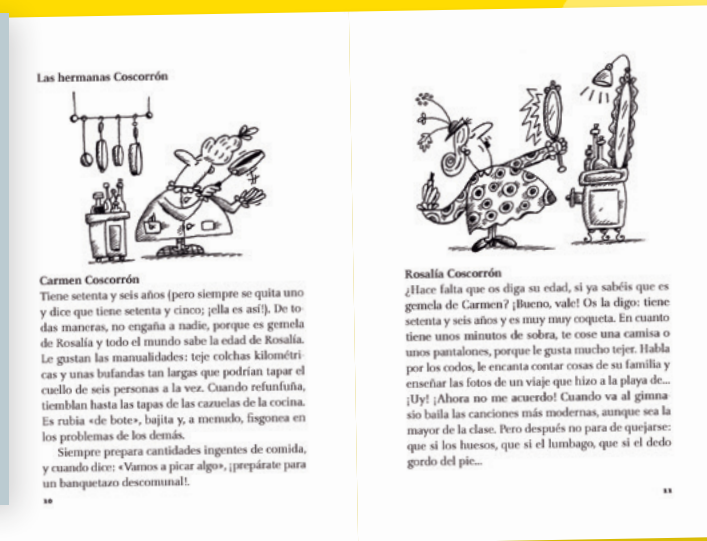 Las hermanas Coscorrón
Carmen Coscorrón
Tiene setenta y seis años (pero siempre se quita uno
y dice que tiene setenta y cinco; ¡ella es así!). De to-
das maneras, no engaña a nadie, porque es gemela
de Rosalía y todo el mundo sabe la edad de Rosalía.
Le gustan las manualidades: teje colchas kilométri-
cas y unas bufandas tan largas que podrían tapar el
cuello de seis personas a la vez. Cuando refunfuña,
tiemblan hasta las tapas de las cazuelas de la cocina.
Es rubia «de bote», bajita y, a menudo, fisgonea en
los problemas de los demás.
Siempre prepara cantidades ingentes de comida,
y cuando dice: «Vamos a picar algo», ¡prepárate para
un banquetazo descomunal!.
10
Rosalía Coscorrón
¿Hace falta que os diga su edad, si ya sabéis que es
gemela de Carmen? ¡Bueno, vale! Os la digo: tiene
setenta y seis años y es muy muy coqueta. En cuanto
tiene unos minutos de sobra, te cose una camisa o
unos pantalones, porque le gusta mucho tejer. Habla
por los codos, le encanta contar cosas de su familia y
enseñar las fotos de un viaje que hizo a la playa de...
¡Uy! ¡Ahora no me acuerdo! Cuando va al gimna-
sio baila las canciones más modernas, aunque sea la
mayor de la clase. Pero después no para de quejarse:
que si los huesos, que si el lumbago, que si el dedo
gordo del pie...
11